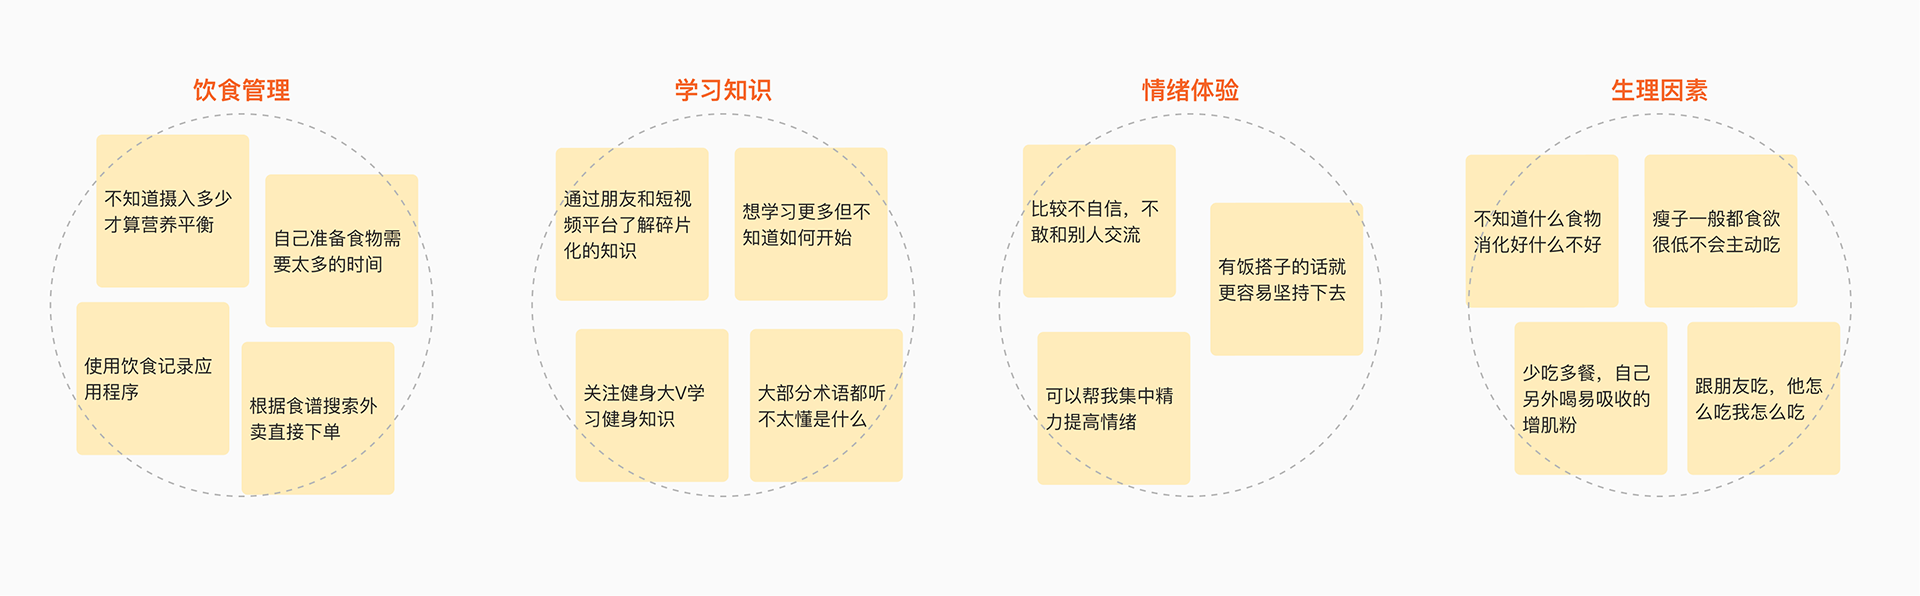 饮食管理
不知道摄入多少
才算营养平衡
自己准备食物需
要太多的时间
使用饮食记录应
用程序
根据食谱搜索外
卖直接下单
学习知识
通过朋友和短视
频平台了解碎片
化的知识
想学习更多但不
知道如何开始
关注健身大V学
习健身知识
大部分术语都听
不太懂是什么
情绪体验
比较不自信，不
敢和别人交流
有饭搭子的话就
更容易坚持下去
可以帮我集中精
力提高情绪
生理因素
不知道什么食物
消化好什么不好
瘦子一般都食欲
很低不会主动吃
少吃多餐，自己
另外喝易吸收的
增肌粉
跟朋友吃，他怎
么吃我怎么吃